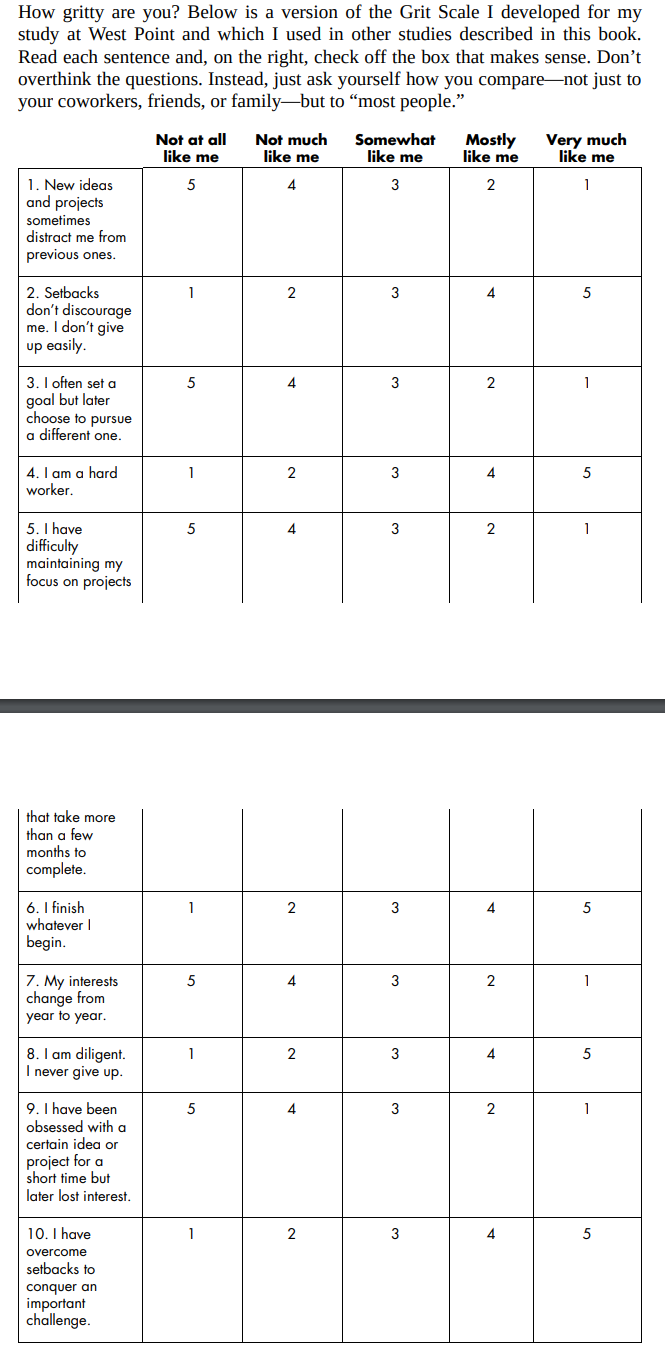 How gritty are you? Below is a version of the Grit Scale I developed for my
study at West Point and which I used in other studies described in this book.
Read each sentence and, on the right, check off the box that makes sense. Don’t
overthink the questions. Instead, just ask yourself how you compare—not just to
your coworkers, friends, or family—but to “most people.”
Not at all like me Not much like me Somewhat like me Mostly like me Very much like me
1. New ideas 5 4 3 2 1
and projects
sometimes
distract me from
previous ones.
2. Setbacks 1 2 3 4 5
don’t discourage
me. I don’t give
up easily.
3. I often set a 5 4 3 2 1
goal but later
choose to pursue
a different one.
4. I am a hard 1 2 3 4 5
worker.
5. I have 5 4 3 2 1
difficulty
maintaining my
focus on projects
that take more
than a few
months to
complete.
6. I finish 1 2 3 4 5
whatever I
begin.
7. My interests 5 4 3 2 1
change from
year to year.
8. I am diligent. 1 2 3 4 5
I never give up.
9. I have been 5 4 3 2 1
obsessed with a
certain idea or
project for a
short time but
later lost interest.
10. I have 1 2 3 4 5
overcome
setbacks to
conquer an
important
challenge.